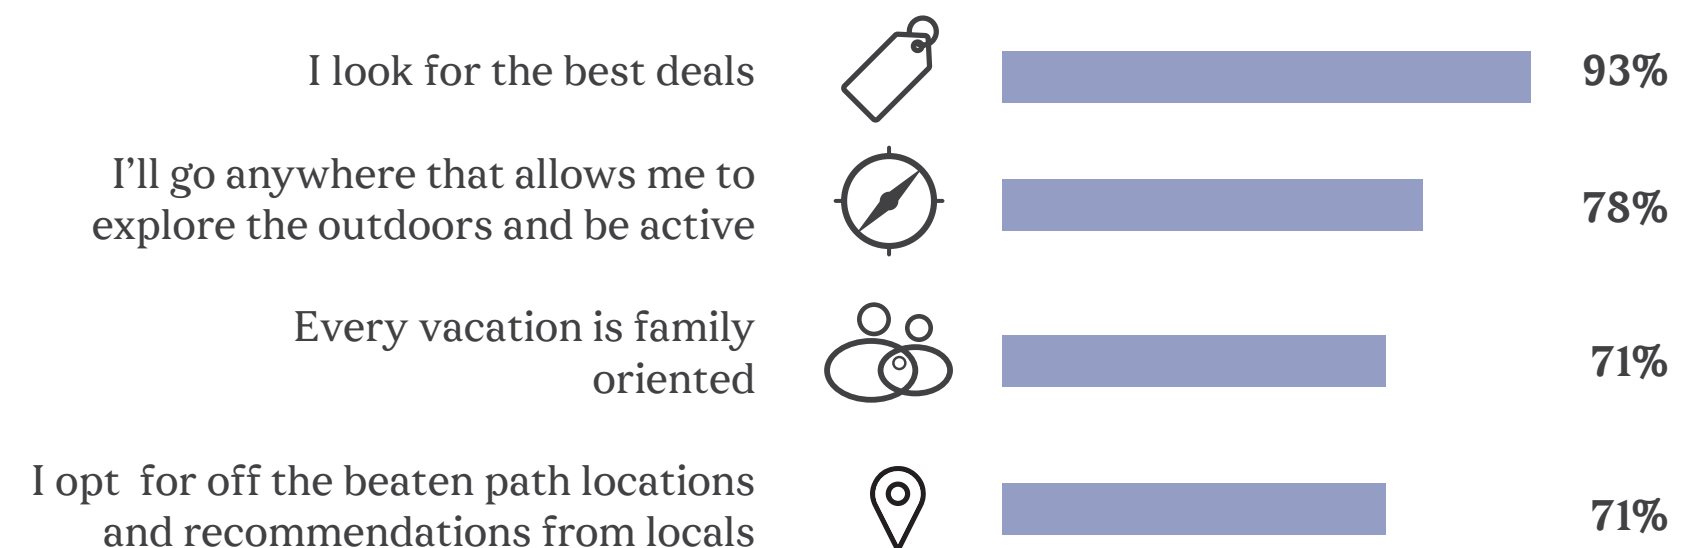 I look for the best deals
93%
I’ll go anywhere that allows me to
explore the outdoors and be active
78%
Every vacation is family
oriented
71%
I opt  for off the beaten path locations
and recommendations from locals
71%